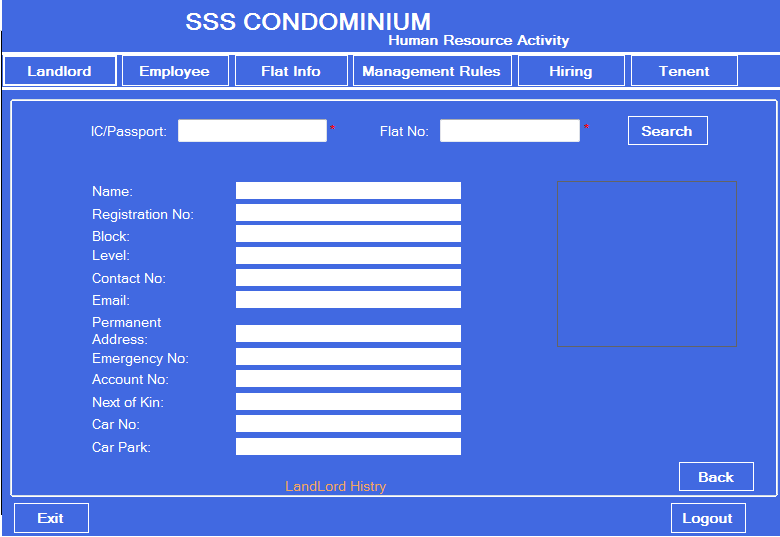 SSS CONDOMINIUM
Human Resource Activity
Landlord Employee Flat Info Management Rules Hiring Tenent
IC/Passport: * Flat No: * Search
Name:
Registration No:
Block:
Level:
Contact No:
Email:
Permanent
Address:
Emergency No:
Account No:
Next of Kin:
Car No:
Car Park:
Back
LandLord Histry
Exit Logout